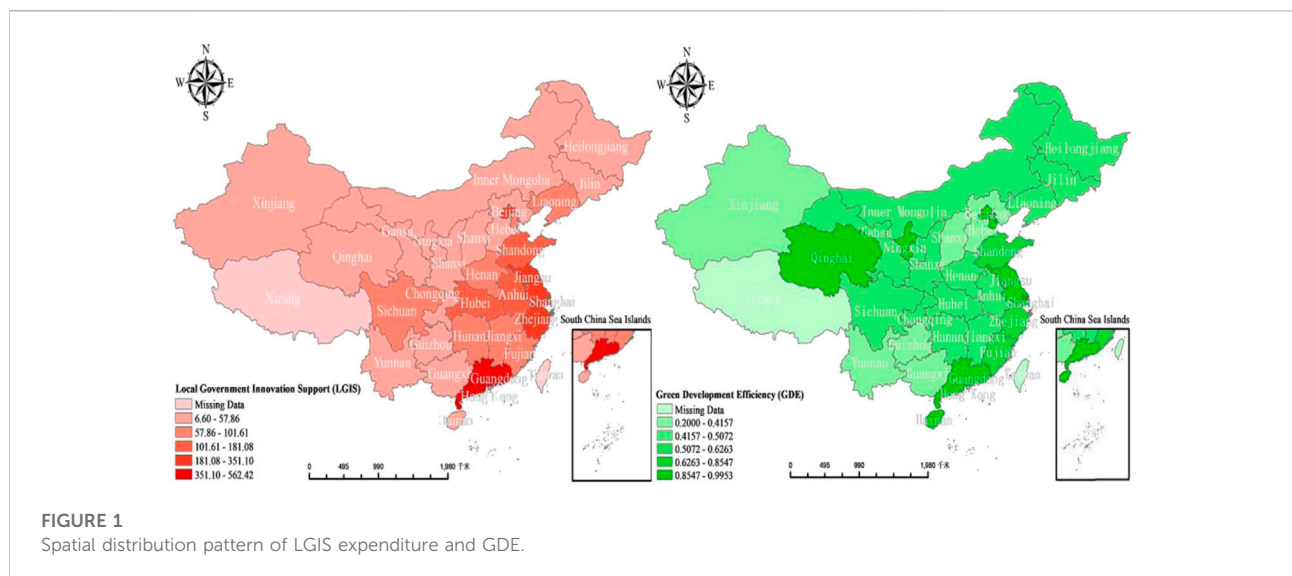 N
W E
S
Heilongjiang
Jilin
Inner Mongolia
Liaoning
Xinjiang
Beijing
Gansu
Hebei
Ningxia
Shanxi
Shandong
Qinghai
Shanxi
Henan
Jiangsu
Xizang
Chongqing
Anhui
Shanghai
Hubei
Sichuan
Zhejiang
Hunan
Jiangxi
Guizhou
Fujian
Yunnan
Guangxi
Guangdong
Taiwan
Hong Kong
Hainan
South China Sea Islands
Local Government Innovation Support (LGIS)
Missing Data
6.60 - 57.86
57.86 - 101.61
101.61 - 181.08
181.08 - 351.10
351.10 - 562.42
0 495 990 1,980 千米
N
W E
S
Heilongjiang
Jilin
Liaoning
Xinjiang
Inner Mongolia
Beijing
Gansu
Hebei
Shanxi
Ningxia
Shandong
Qinghai
Shanxi
Henan
Jiangsu
Xizang
Anhui
Shanghai
Hubei
Sichuan
Chongqing
Zhejiang
Hunan
Jiangxi
Guizhou
Fujian
Yunnan
Guangxi
Guangdong
Taiwan
Hong Kong
Hainan
South China Sea Islands
Green Development Efficiency (GDE)
Missing Data
0.2000 - 0.4157
0.4157 - 0.5072
0.5072 - 0.6263
0.6263 - 0.8547
0.8547 - 0.9953
0 495 990 1,980 千米
FIGURE 1
Spatial distribution pattern of LGIS expenditure and GDE.